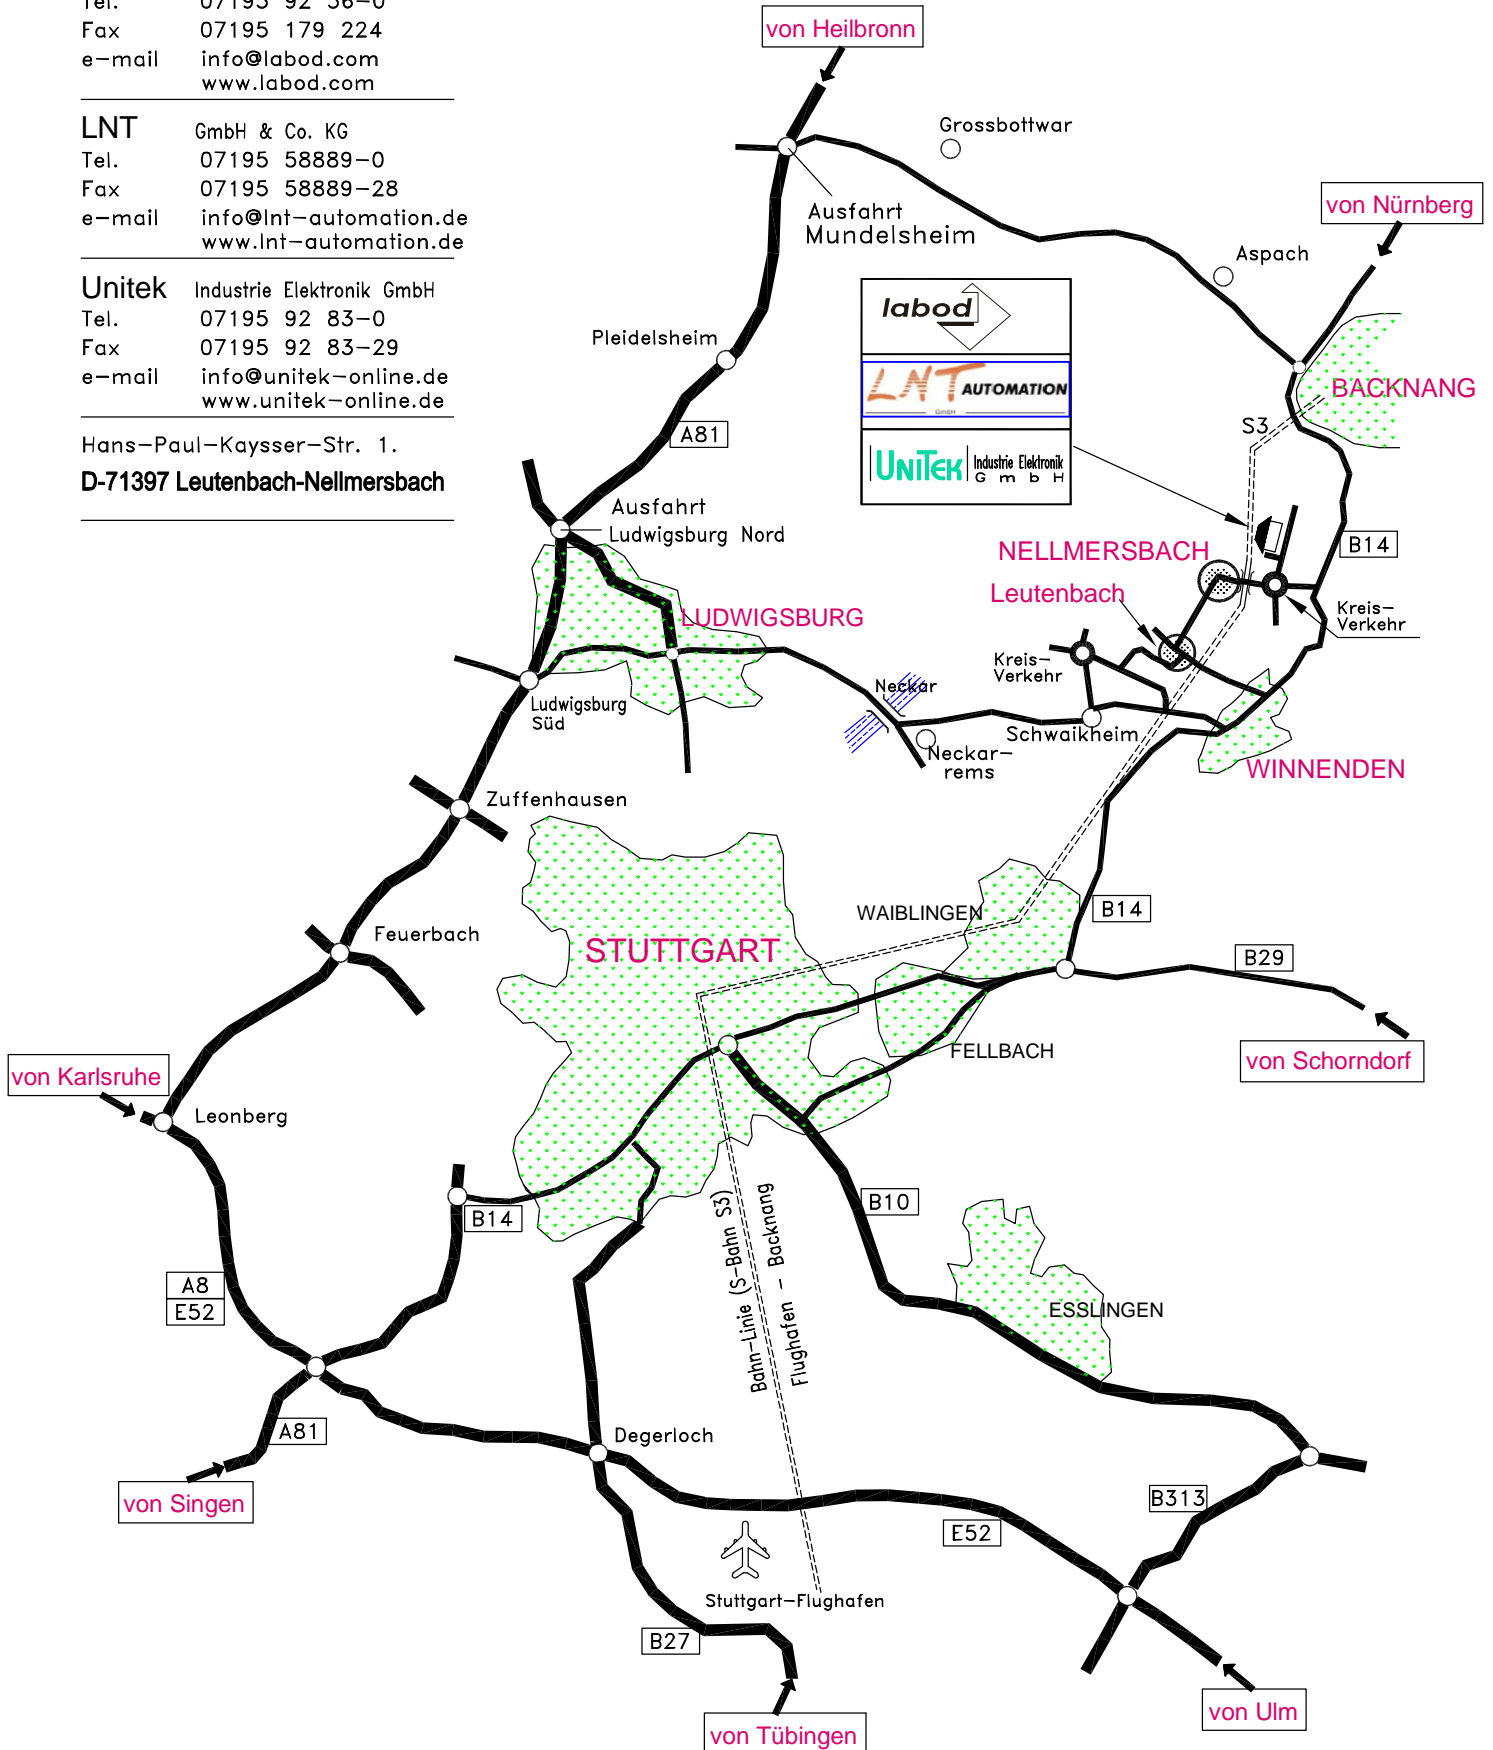 Tel. 07195 92 56-0
Fax 07195 179 224
e-mail info@labod.com
www.labod.com
LNT GmbH & Co. KG
Tel. 07195 58889-0
Fax 07195 58889-28
e-mail info@lnt-automation.de
www.lnt-automation.de
Unitek Industrie Elektronik GmbH
Tel. 07195 92 83-0
Fax 07195 92 83-29
e-mail info@unitek-online.de
www.unitek-online.de
Hans-Paul-Kaysser-Str. 1.
D-71397 Leutenbach-Nellmersbach
von Heilbronn
Grossbottwar
von Nürnberg
Ausfahrt
Mundelsheim
Aspach
labod
Pleidelsheim
LNT AUTOMATION
GmbH
BACKNANG
S3
A81
UNITEK Industrie Elektronik
G m b H
Ausfahrt
Ludwigsburg Nord
B14
NELLMERSBACH
Leutenbach
Kreis-
Verkehr
LUDWIGSBURG
Kreis-
Verkehr
Neckar
Ludwigsburg
Süd
Schwaikheim
Neckar-
rems
WINNENDEN
Zuffenhausen
WAIBLINGEN
B14
Feuerbach
STUTTGART
B29
FELLBACH
von Schorndorf
von Karlsruhe
Leonberg
B14
B10
Bahn-Linie (S-Bahn S3)
Flughafen - Backnang
A8
E52
ESSLINGEN
A81
Degerloch
von Singen
B313
E52
Stuttgart-Flughafen
B27
von Ulm
von Tübingen